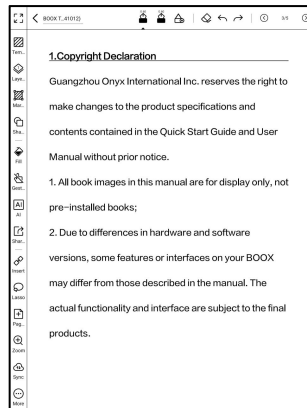 BOOX T...41012)
3/5
Tem...
Laye...
Mar...
Sha...
Fill
Gest...
AI
AI
Shar...
Insert
Lasso
Pag...
Zoom
Sync
More
1.Copyright Declaration
Guangzhou Onyx International Inc. reserves the right to
make changes to the product specifications and
contents contained in the Quick Start Guide and User
Manual without prior notice.
1. All book images in this manual are for display only, not
pre-installed books;
2. Due to differences in hardware and software
versions, some features or interfaces on your BOOX
may differ from those described in the manual. The
actual functionality and interface are subject to the final
products.